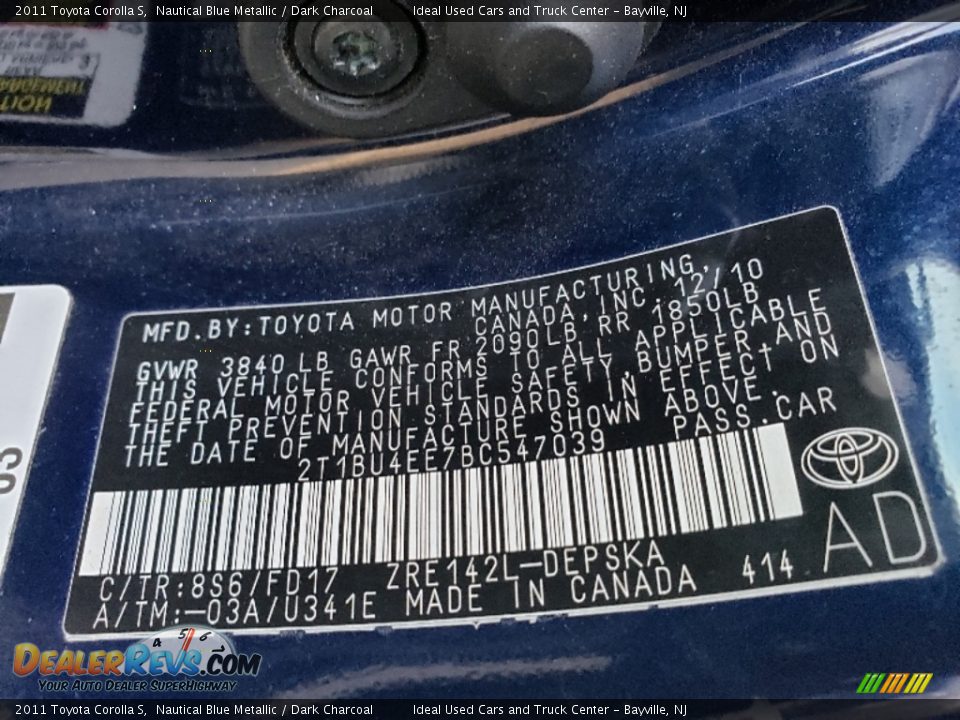 2011 Toyota Corolla S, Nautical Blue Metallic / Dark Charcoal Ideal Used Cars and Truck Center - Bayville, NJ
MFD.BY:TOYOTA MOTOR MANUFACTURING,
CANADA, INC. 12/10
GVWR 3840 LB GAWR FR 2090LB, RR 1850LB
THIS VEHICLE CONFORMS TO ALL APPLICABLE
FEDERAL MOTOR VEHICLE SAFETY, BUMPER AND
THEFT PREVENTION STANDARDS IN EFFECT ON
THE DATE OF MANUFACTURE SHOWN ABOVE.
2T1BU4EE7BC547039 PASS.CAR
C/TR:8S6/FD17 ZRE142L-DEPSKA
A/TM:-03A/U341E MADE IN CANADA 414
AD
03
DEALERREVS.COM
YOUR AUTO DEALER SUPERHIGHWAY
2011 Toyota Corolla S, Nautical Blue Metallic / Dark Charcoal Ideal Used Cars and Truck Center - Bayville, NJ